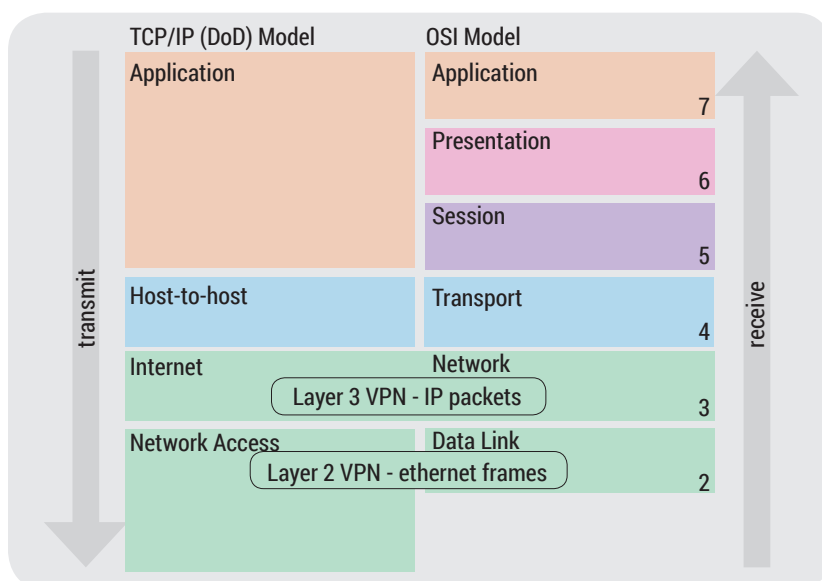 TCP/IP (DoD) Model
OSI Model
Application
Application
7
Presentation
6
Session
5
transmit
Host-to-host
Transport
4
receive
Internet
Network
Layer 3 VPN - IP packets
3
Network Access
Data Link
Layer 2 VPN - ethernet frames
2